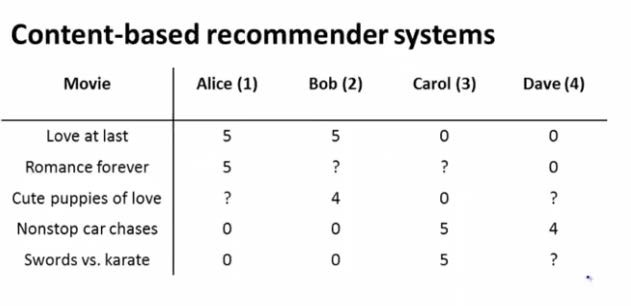 Content-based recommender systems
Movie Alice (1) Bob (2) Carol (3) Dave (4)
Love at last 5 5 0 0
Romance forever 5 ? ? 0
Cute puppies of love ? 4 0 ?
Nonstop car chases 0 0 5 4
Swords vs. karate 0 0 5 ?